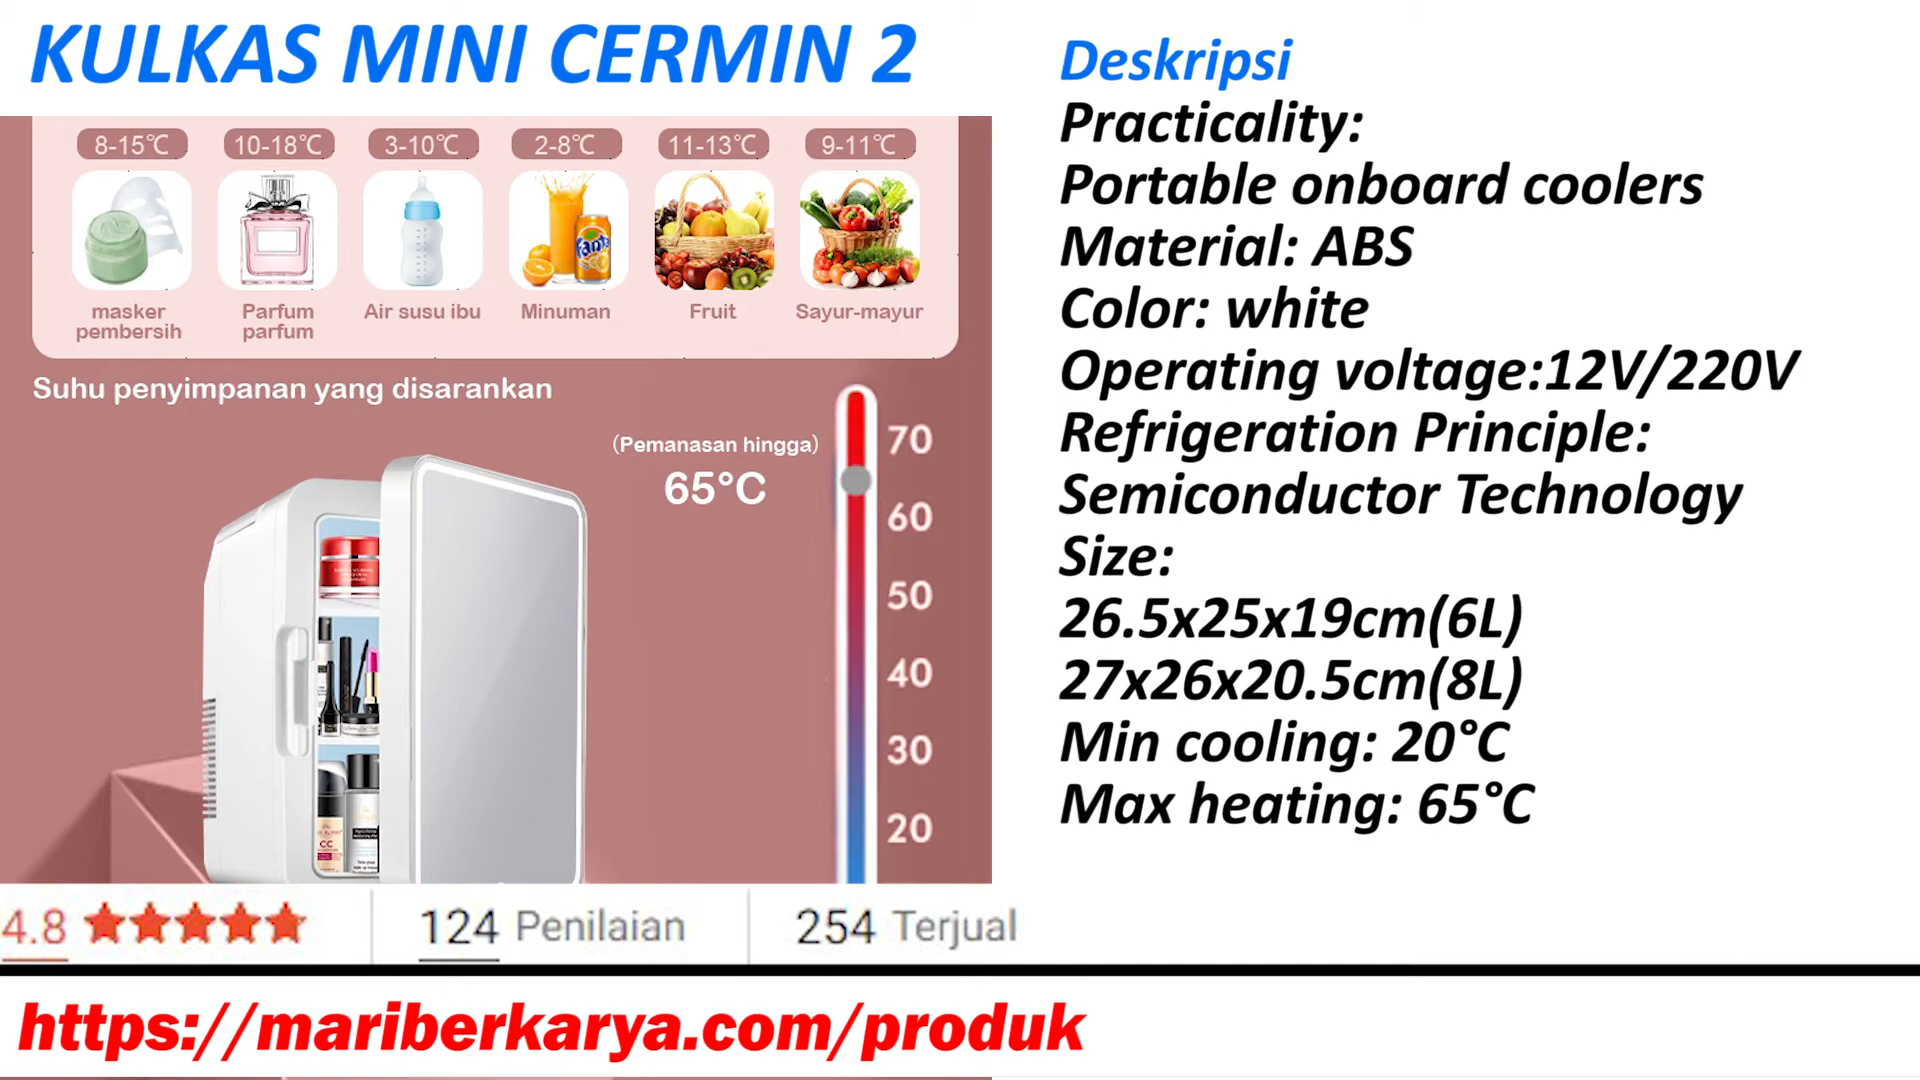 KULKAS MINI CERMIN 2
8-15℃ 10-18℃ 3-10℃ 2-8℃ 11-13℃ 9-11℃
Fanta
masker pembersih
Parfum parfum
Air susu ibu
Minuman
Fruit
Sayur-mayur
Suhu penyimpanan yang disarankan
(Pemanasan hingga)
65°C
70
60
50
40
30
20
CC
4.8
124 Penilaian
254 Terjual
Deskripsi
Practicality:
Portable onboard coolers
Material: ABS
Color: white
Operating voltage:12V/220V
Refrigeration Principle:
Semiconductor Technology
Size:
26.5x25x19cm(6L)
27x26x20.5cm(8L)
Min cooling: 20°C
Max heating: 65°C
https://mariberkarya.com/produk